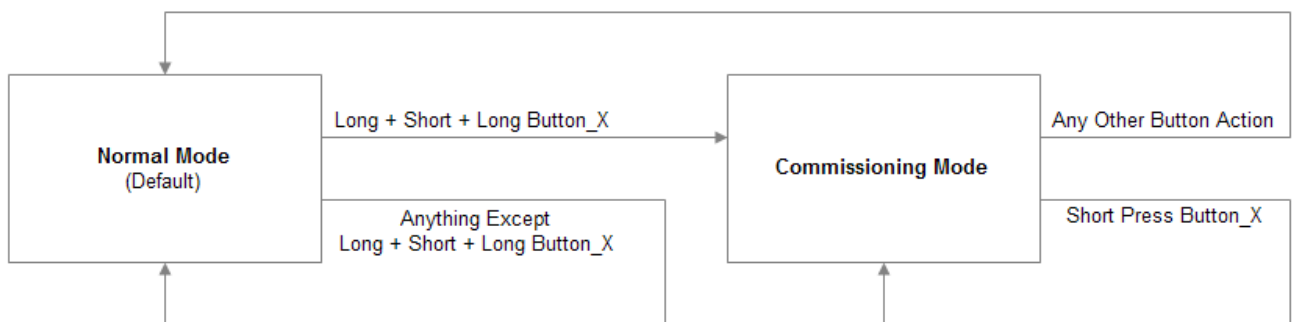 Long + Short + Long Button_X
Any Other Button Action
Normal Mode
(Default)
Commissioning Mode
Anything Except
Long + Short + Long Button_X
Short Press Button_X